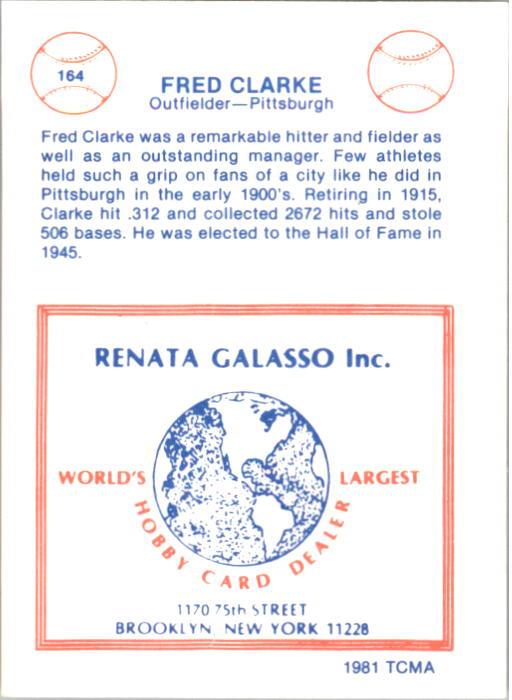 164
FRED CLARKE
Outfielder—Pittsburgh
Fred Clarke was a remarkable hitter and fielder as
well as an outstanding manager. Few athletes
held such a grip on fans of a city like he did in
Pittsburgh in the early 1900's. Retiring in 1915,
Clarke hit .312 and collected 2672 hits and stole
506 bases. He was elected to the Hall of Fame in
1945.
RENATA GALASSO Inc.
WORLD'S LARGEST
HOBBY CARD DEALER
1170 75th STREET
BROOKLYN NEW YORK 11228
1981 TCMA